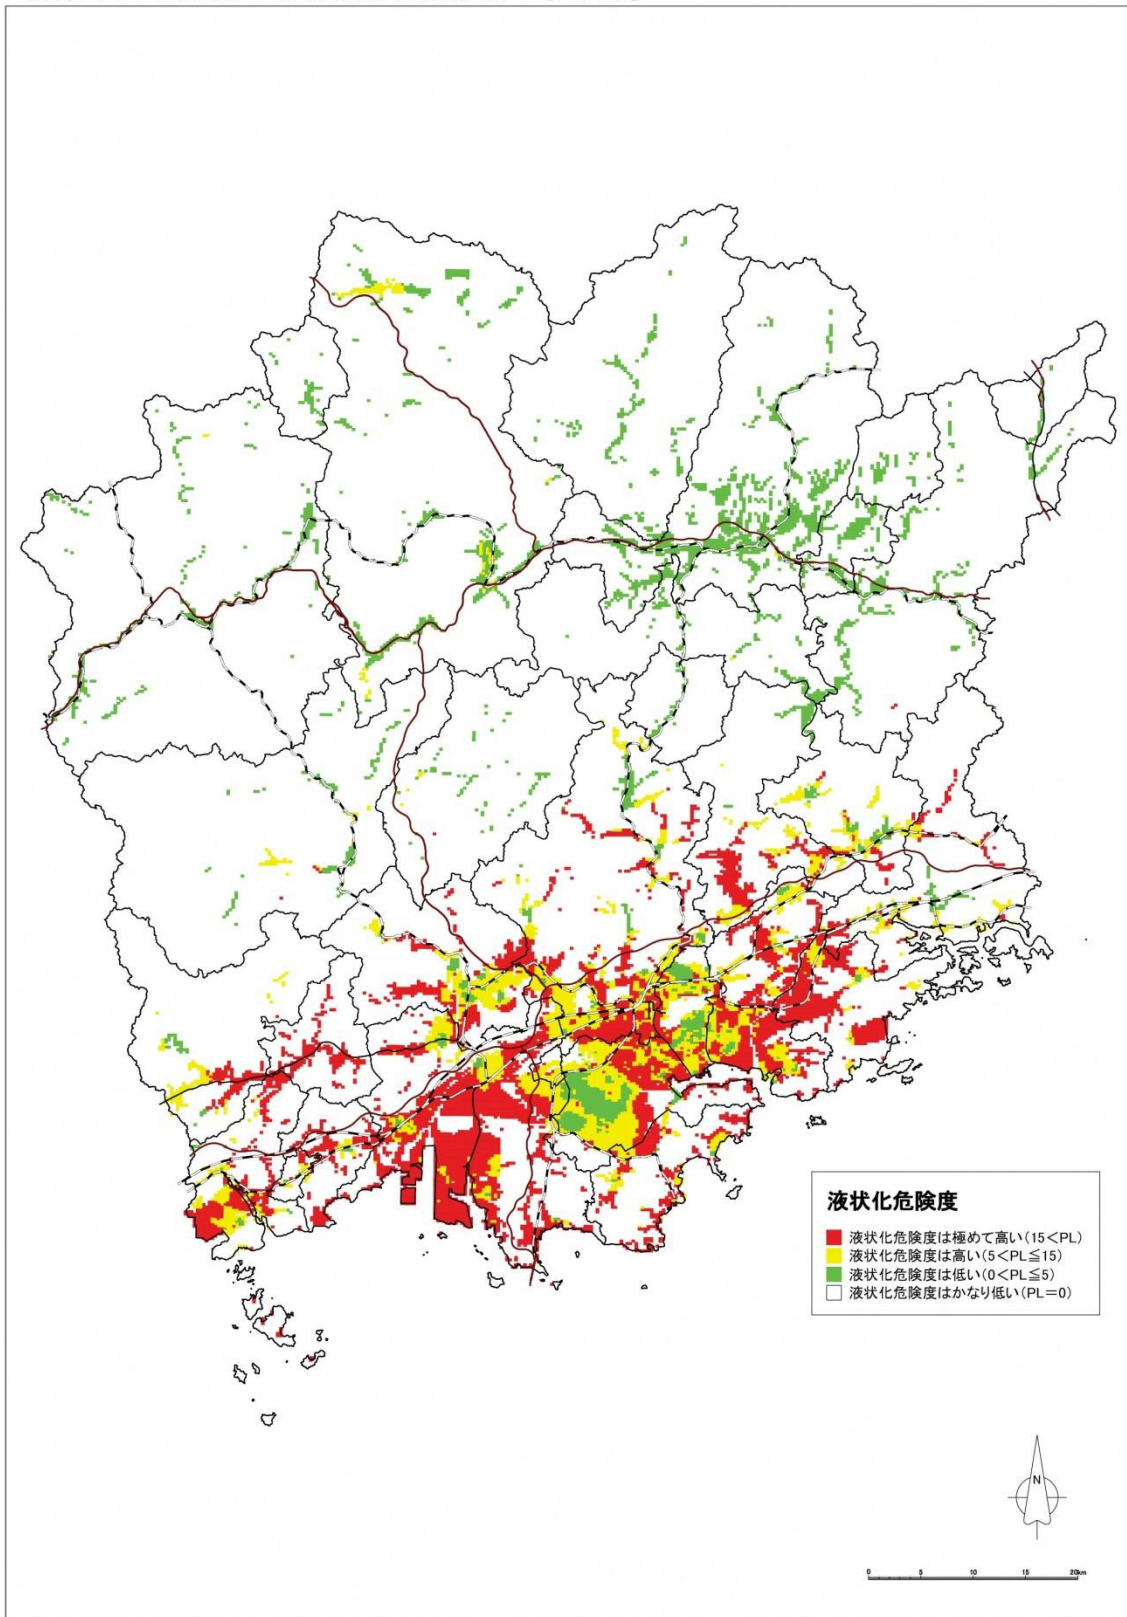 液状化危険度
液状化危険度は極めて高い(15<PL)
液状化危険度は高い(5<PL≦15)
液状化危険度は低い(0<PL≦5)
液状化危険度はかなり低い(PL=0)
N
0 5 10 15 20km